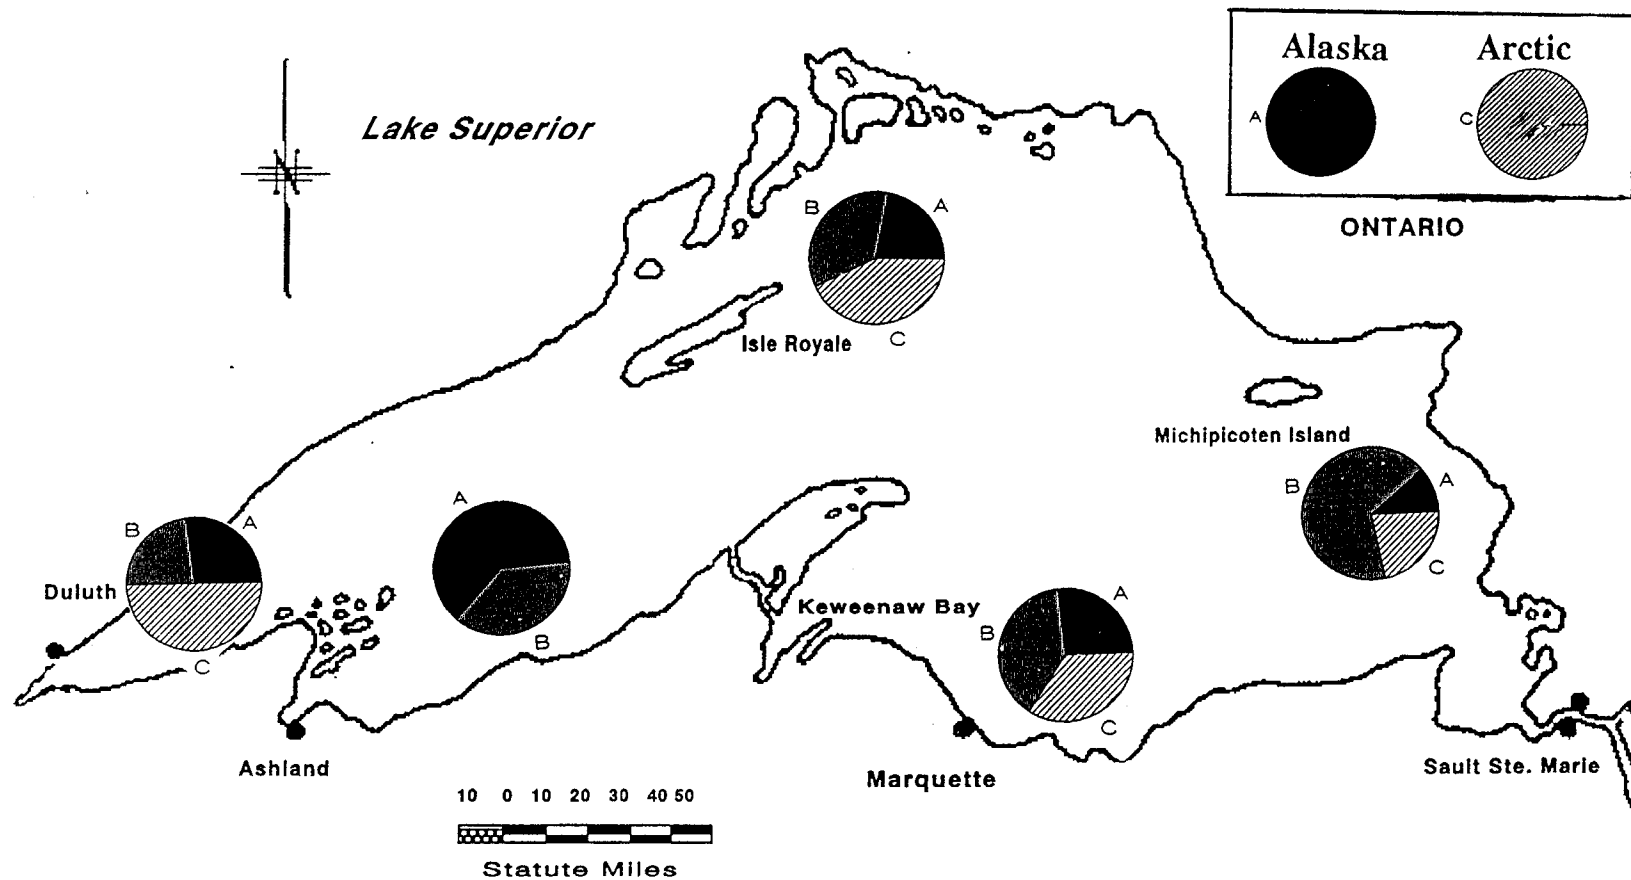 Alaska Arctic
A C
Lake Superior
ONTARIO
B A
C
Isle Royale
Michipicoten Island
B A
C
A
B
B A
C
Duluth
Keweenaw Bay
B A
C
Ashland
Marquette
Sault Ste. Marie
10 0 10 20 30 40 50
Statute Miles
N